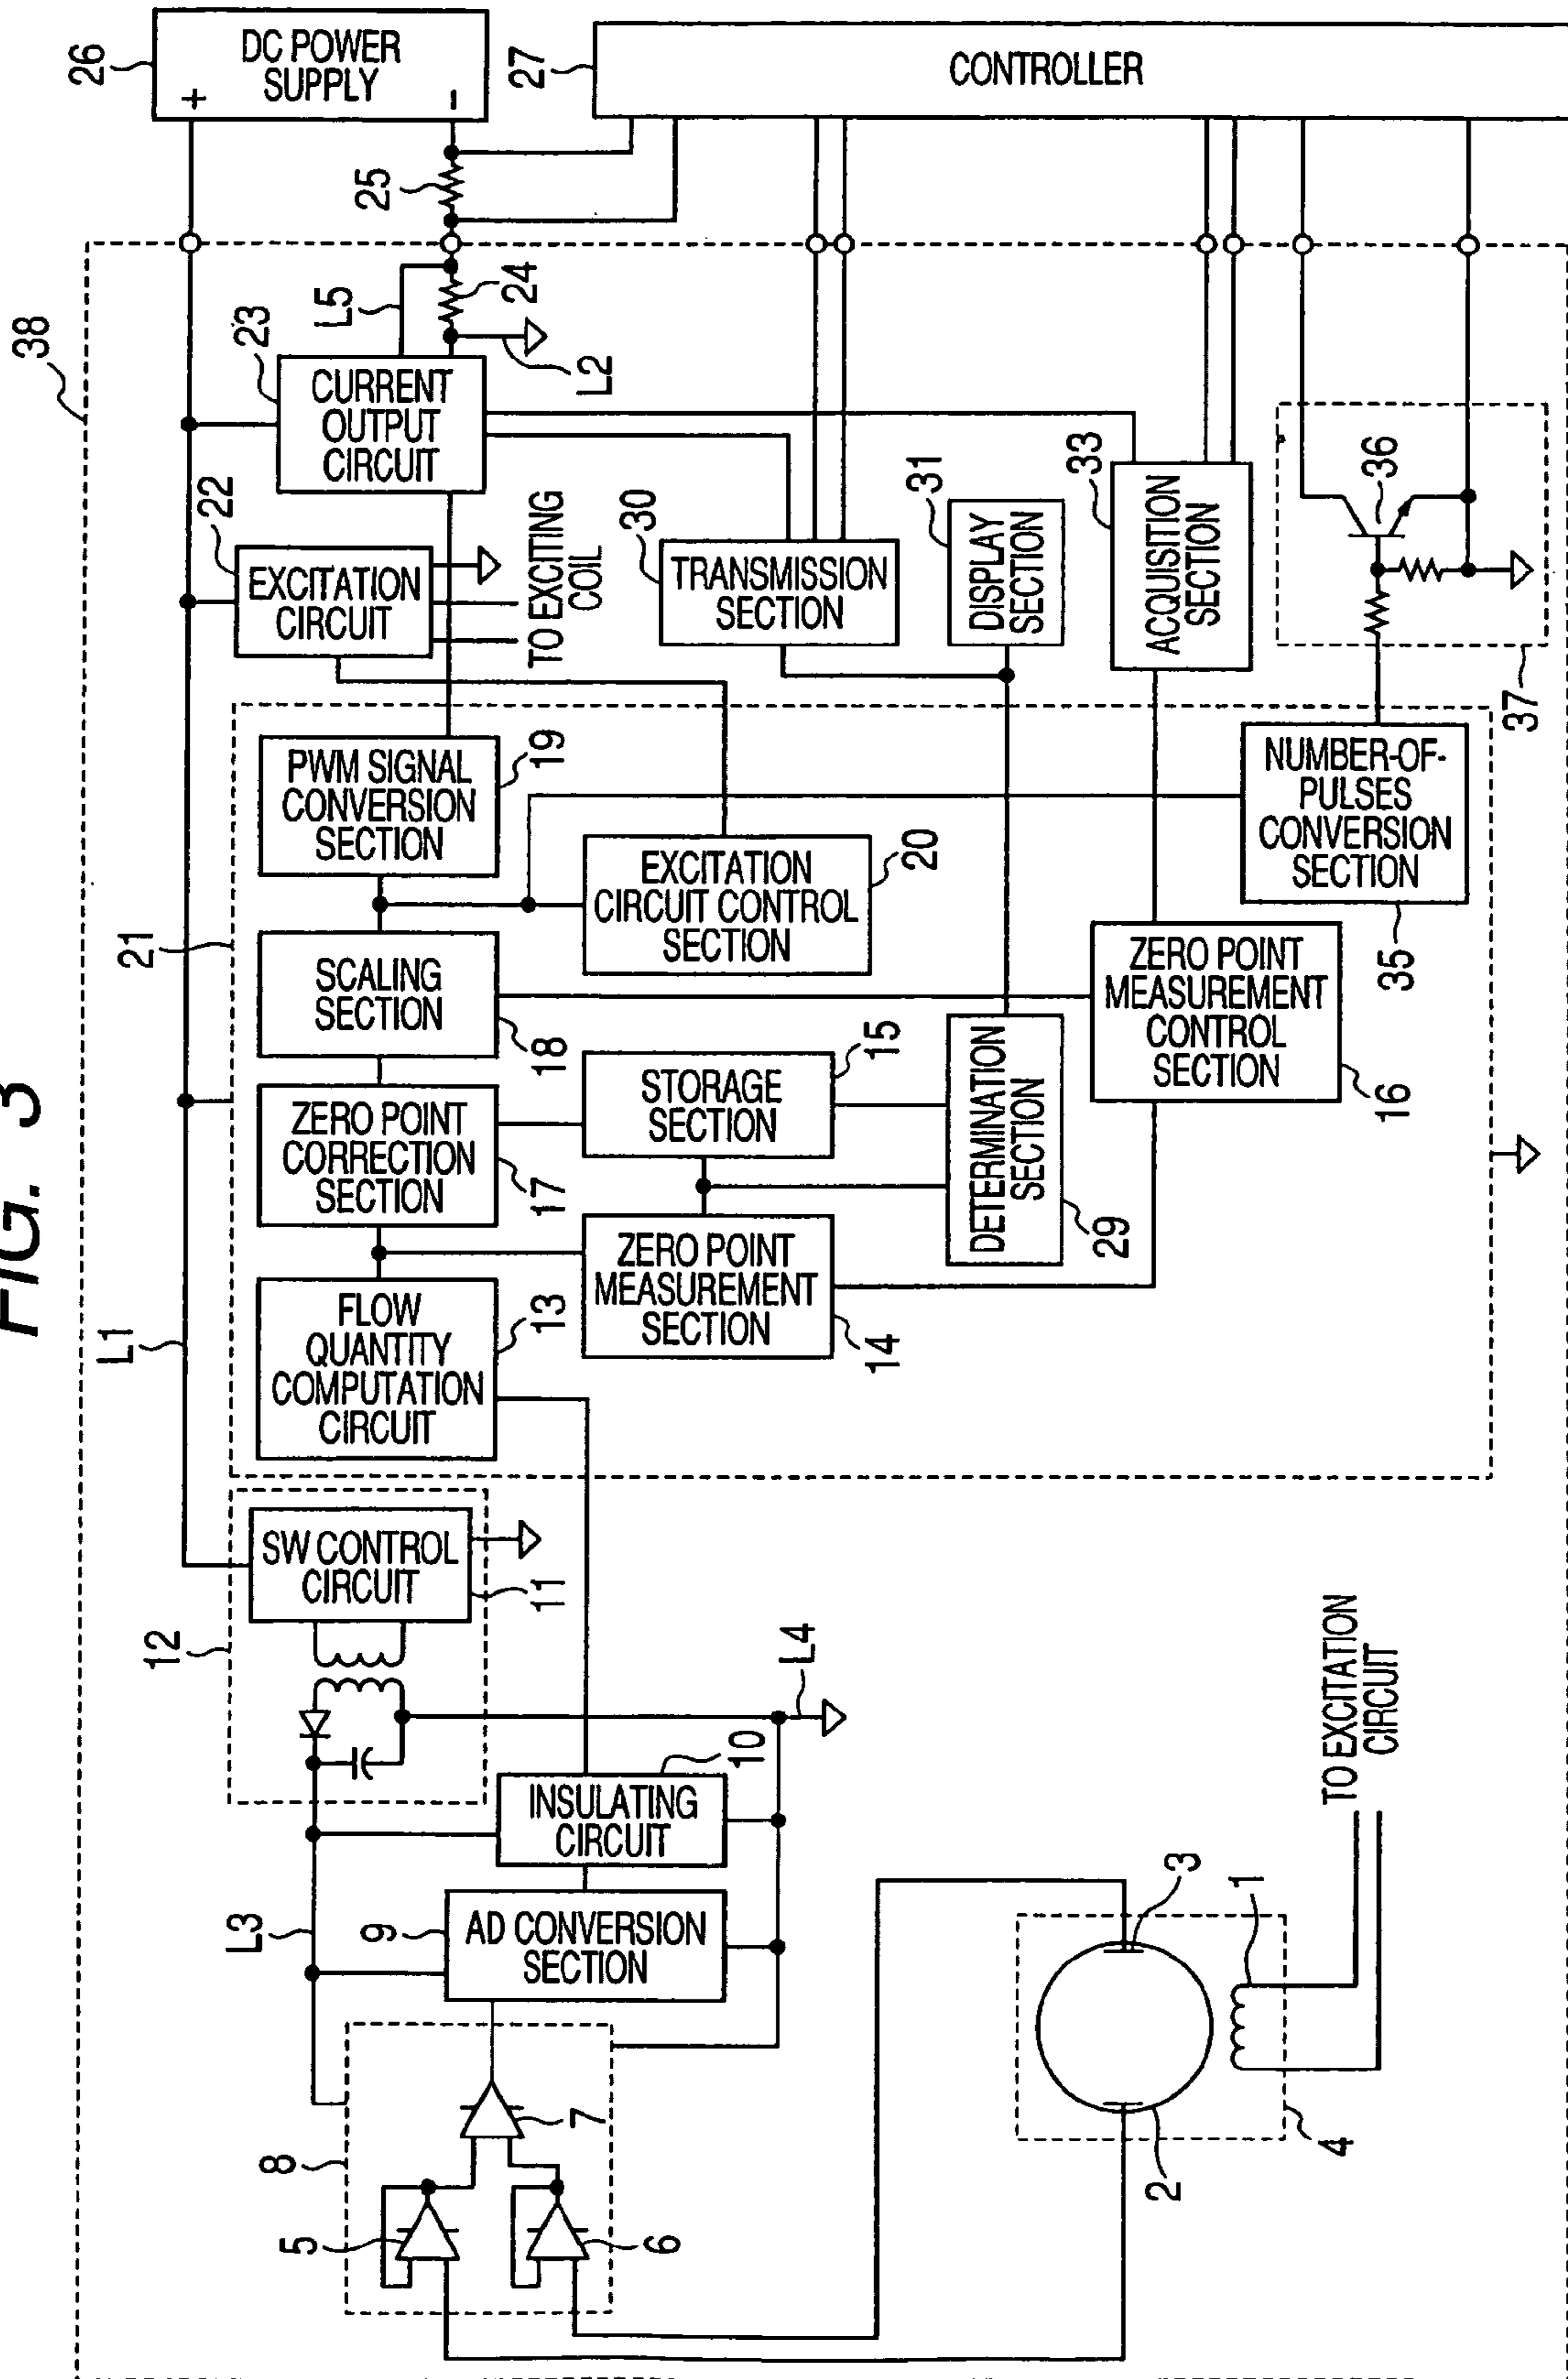 FIG. 3
38
26
DC POWER
SUPPLY
+
-
27
CONTROLLER
25
24
L5
L2
23
CURRENT
OUTPUT
CIRCUIT
22
EXCITATION
CIRCUIT
TO EXCITING
COIL
30
TRANSMISSION
SECTION
31
DISPLAY
SECTION
33
ACQUISITION
SECTION
36
37
21
PWM SIGNAL
CONVERSION
SECTION
19
EXCITATION
CIRCUIT CONTROL
SECTION
20
NUMBER-OF-
PULSES
CONVERSION
SECTION
35
SCALING
SECTION
18
ZERO POINT
MEASUREMENT
CONTROL
SECTION
16
ZERO POINT
CORRECTION
SECTION
17
STORAGE
SECTION
15
DETERMINATION
SECTION
29
FLOW
QUANTITY
COMPUTATION
CIRCUIT
13
ZERO POINT
MEASUREMENT
SECTION
14
L1
12
SW CONTROL
CIRCUIT
11
L4
10
INSULATING
CIRCUIT
L3
9
AD CONVERSION
SECTION
8
5
6
7
TO EXCITATION
CIRCUIT
3
1
2
4